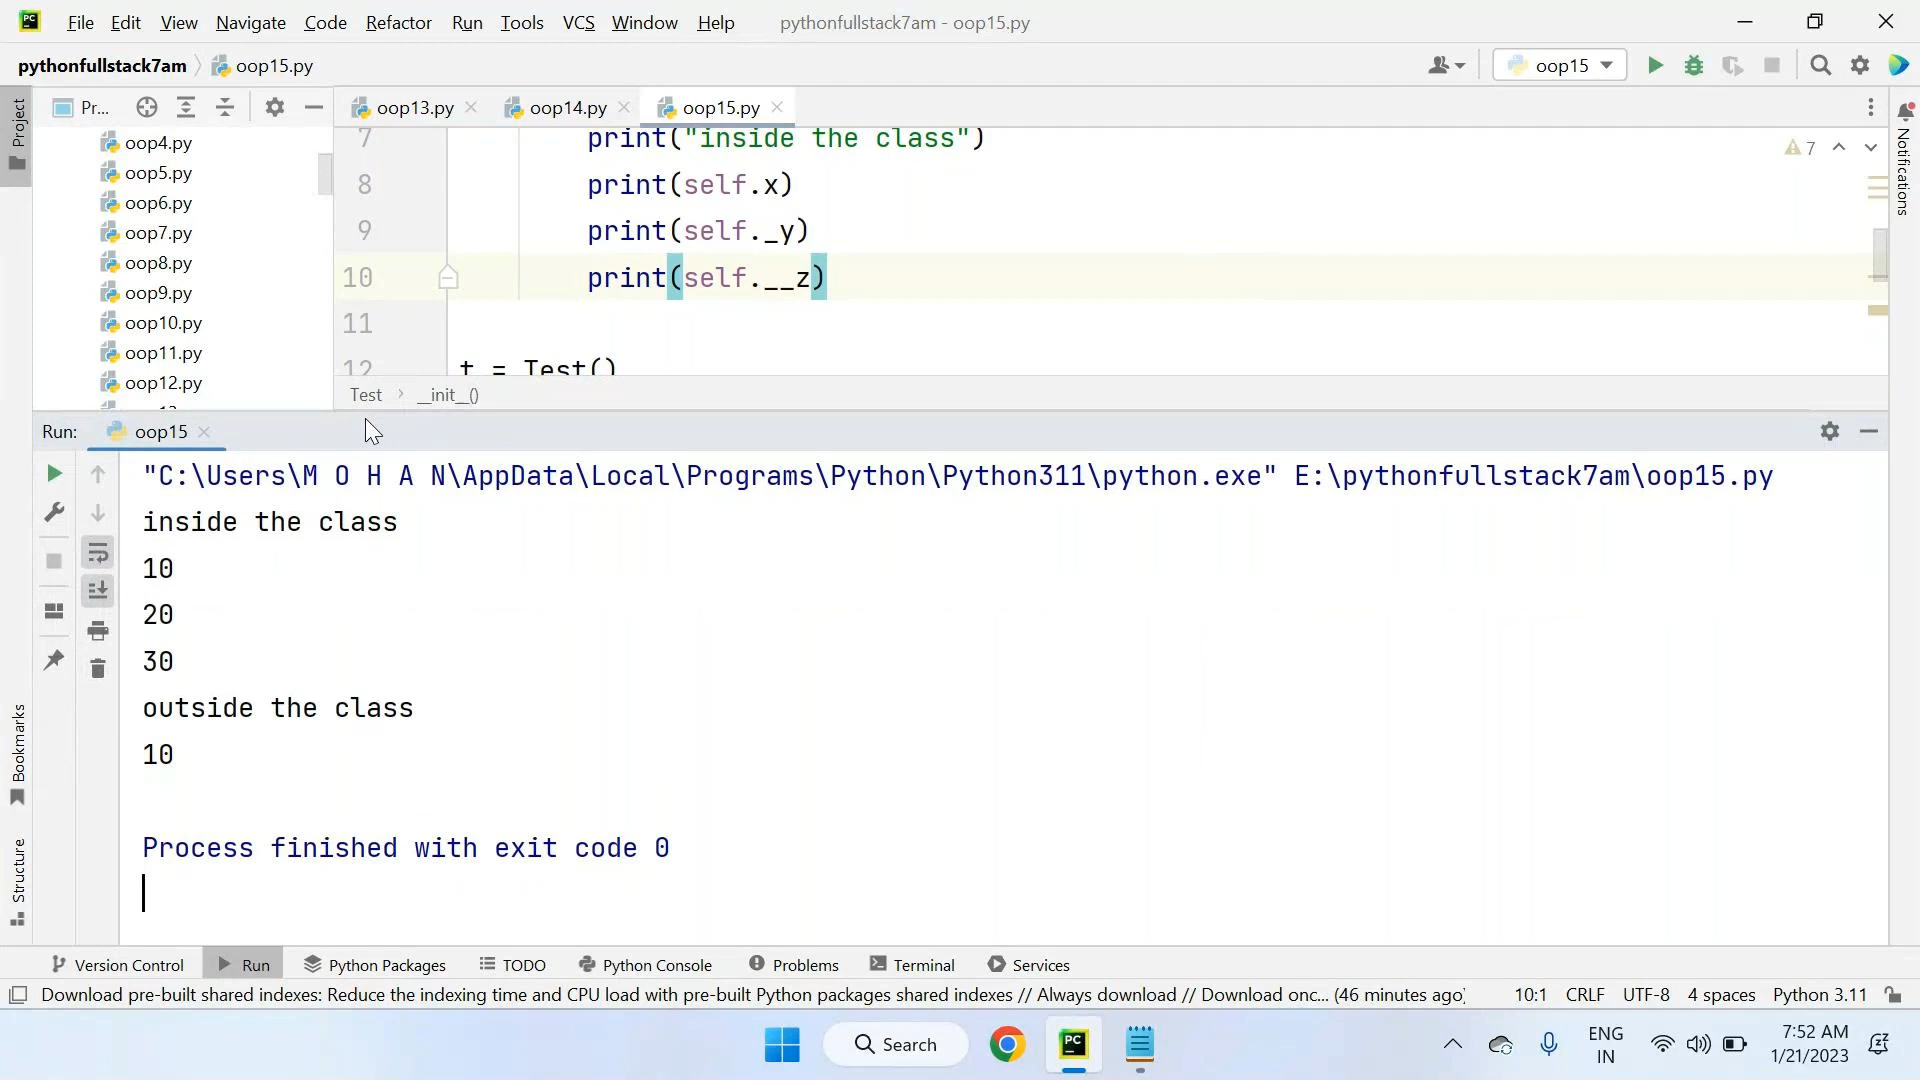 File Edit View Navigate Code Refactor Run Tools VCS Window Help pythonfullstack7am - oop15.py
pythonfullstack7am oop15.py oop15
Pr... oop13.py oop14.py oop15.py
Project
Notifications
oop4.py
oop5.py
oop6.py
oop7.py
oop8.py
oop9.py
oop10.py
oop11.py
oop12.py
7 print("inside the class")
8 print(self.x)
9 print(self._y)
10 print(self.__z)
11
12 t = Test()
7
Test __init__()
Run: oop15
"C:\Users\M O H A N\AppData\Local\Programs\Python\Python311\python.exe" E:\pythonfullstack7am\oop15.py
inside the class
10
20
30
outside the class
10
Process finished with exit code 0
Bookmarks
Structure
Version Control Run Python Packages TODO Python Console Problems Terminal Services
Download pre-built shared indexes: Reduce the indexing time and CPU load with pre-built Python packages shared indexes // Always download // Download onc... (46 minutes ago) 10:1 CRLF UTF-8 4 spaces Python 3.11
PC
Search
ENG
IN
7:52 AM
1/21/2023